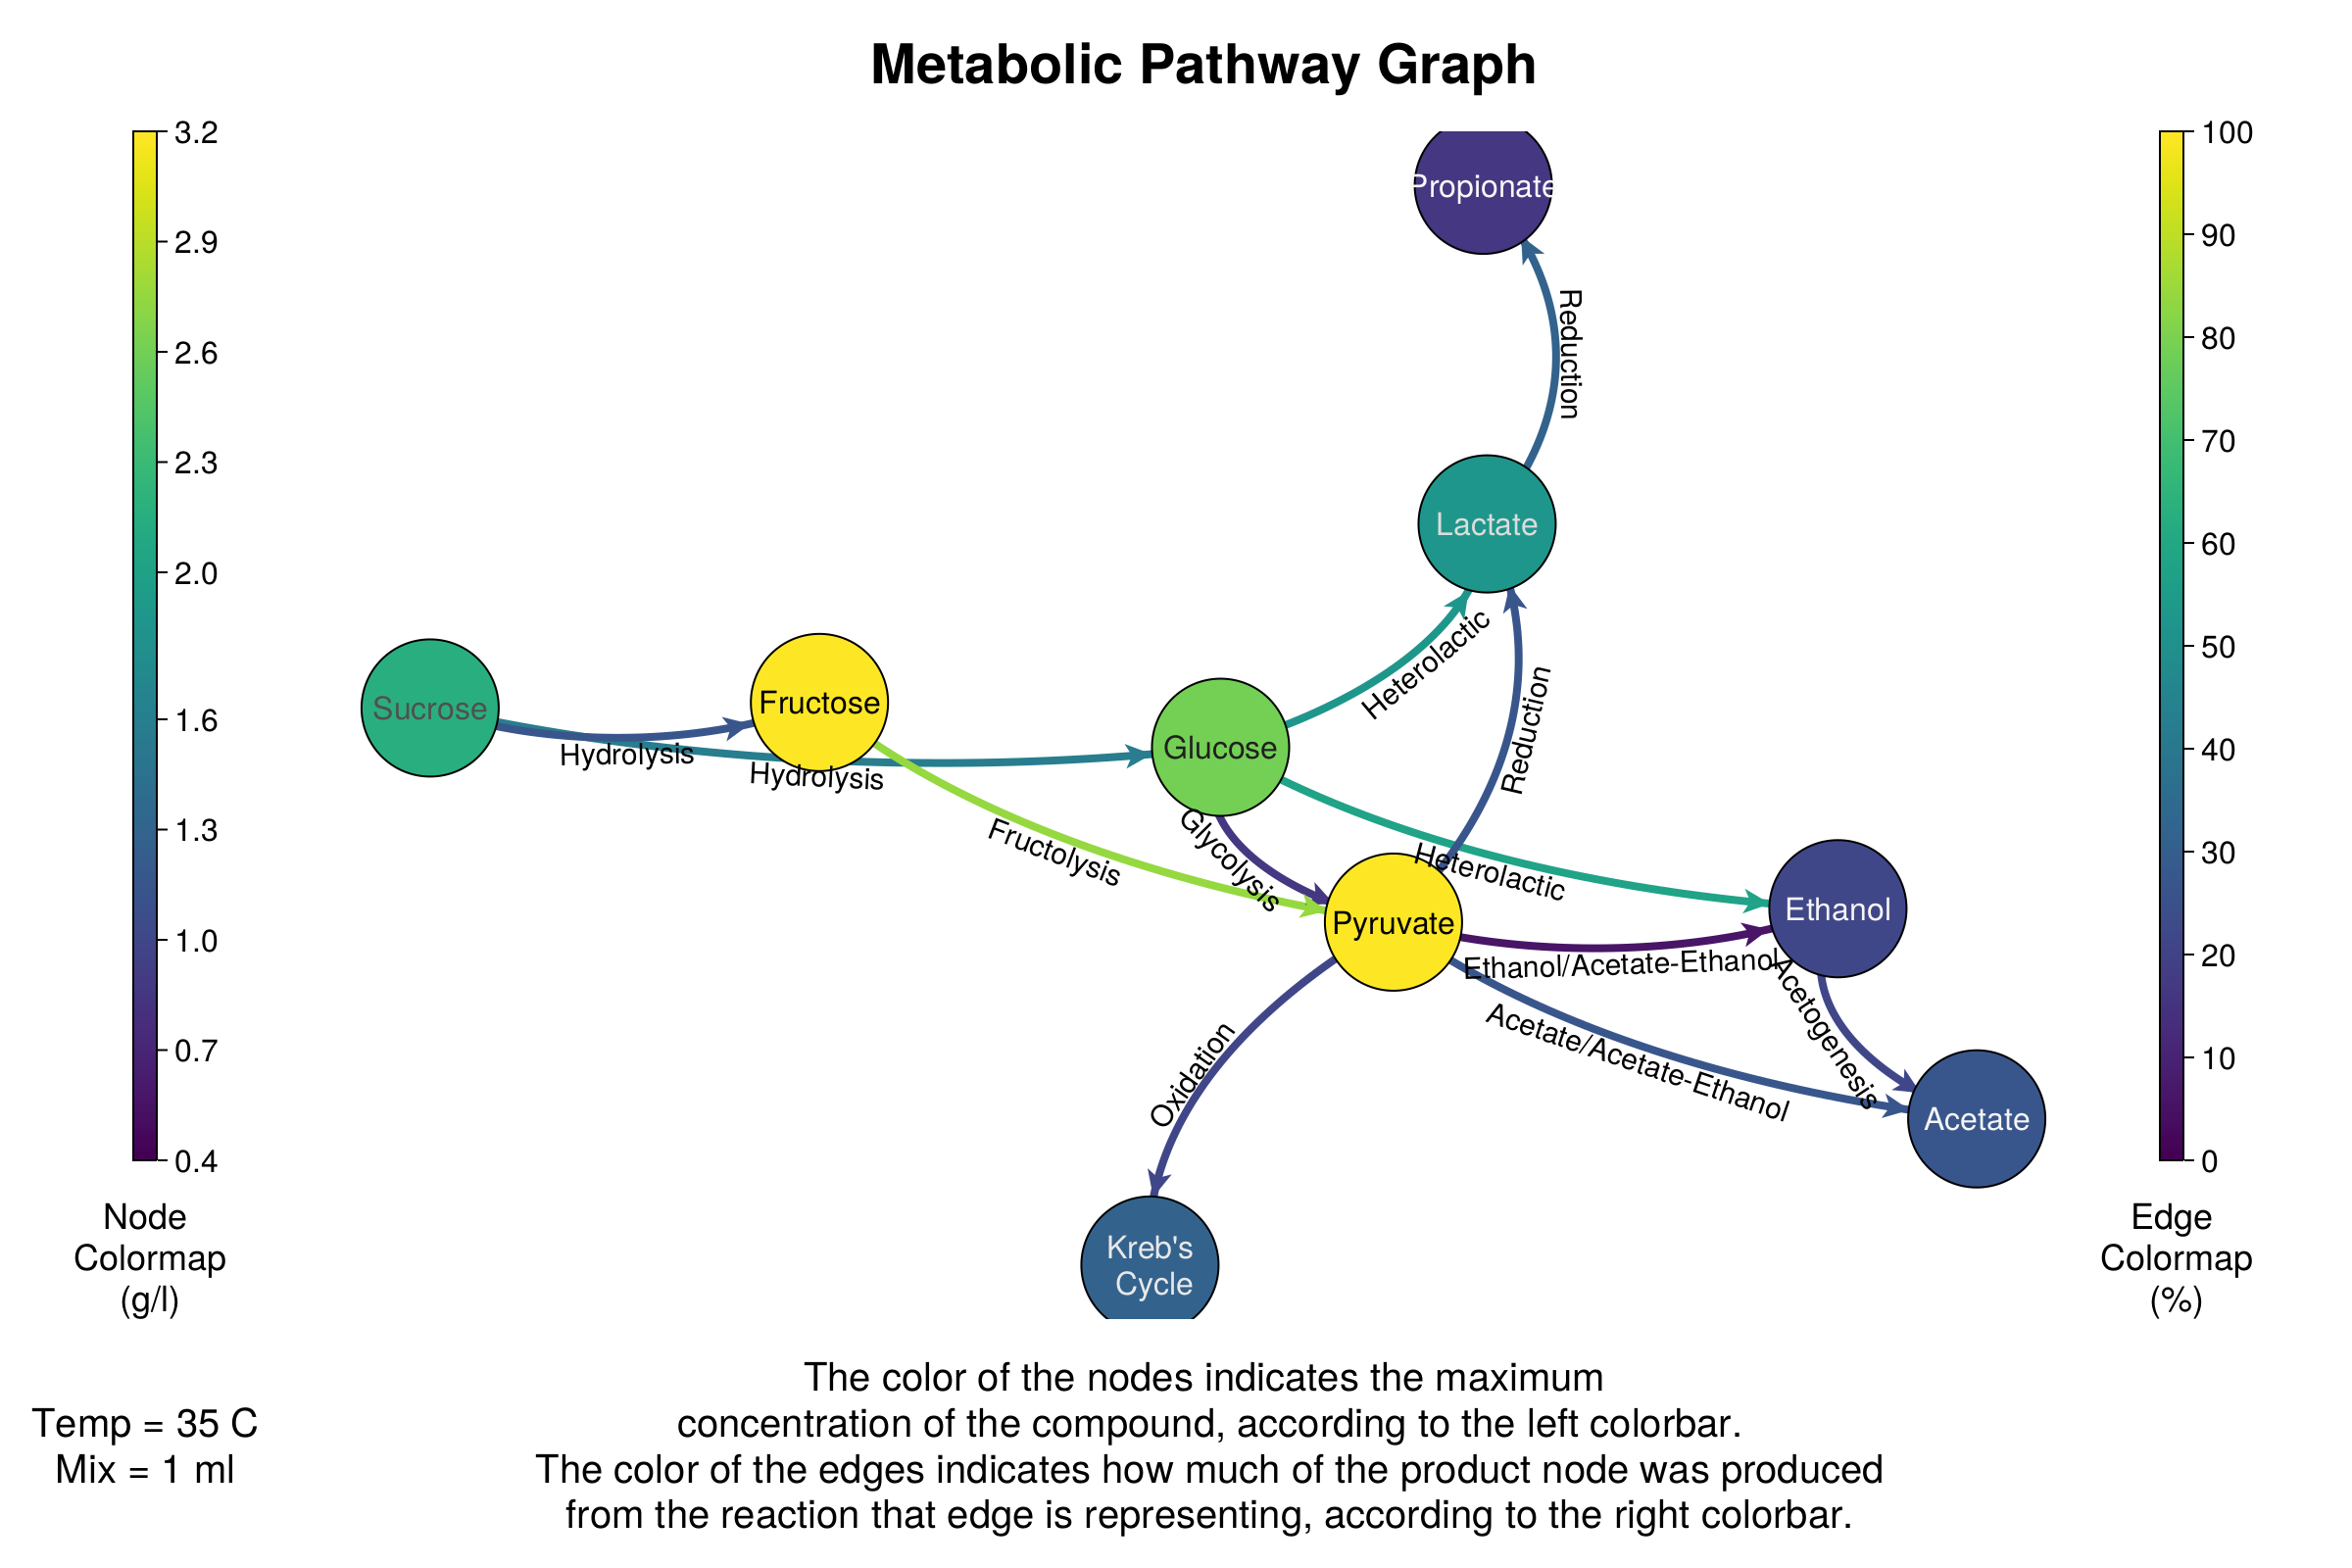 Metabolic Pathway Graph
3.2
2.9
2.6
2.3
2.0
1.6
1.3
1.0
0.7
0.4
Node
Colormap
(g/l)
Propionate
Reduction
Lactate
Heterolactic
Reduction
Sucrose
Fructose
Glucose
Hydrolysis
Hydrolysis
Fructolysis
Glycolysis
Heterolactic
Pyruvate
Ethanol
Ethanol/Acetate-Ethanol
Acetogenesis
Acetate/Acetate-Ethanol
Oxidation
Acetate
Kreb's
Cycle
100
90
80
70
60
50
40
30
20
10
0
Edge
Colormap
(%)
Temp = 35 C
Mix = 1 ml
The color of the nodes indicates the maximum
concentration of the compound, according to the left colorbar.
The color of the edges indicates how much of the product node was produced
from the reaction that edge is representing, according to the right colorbar.